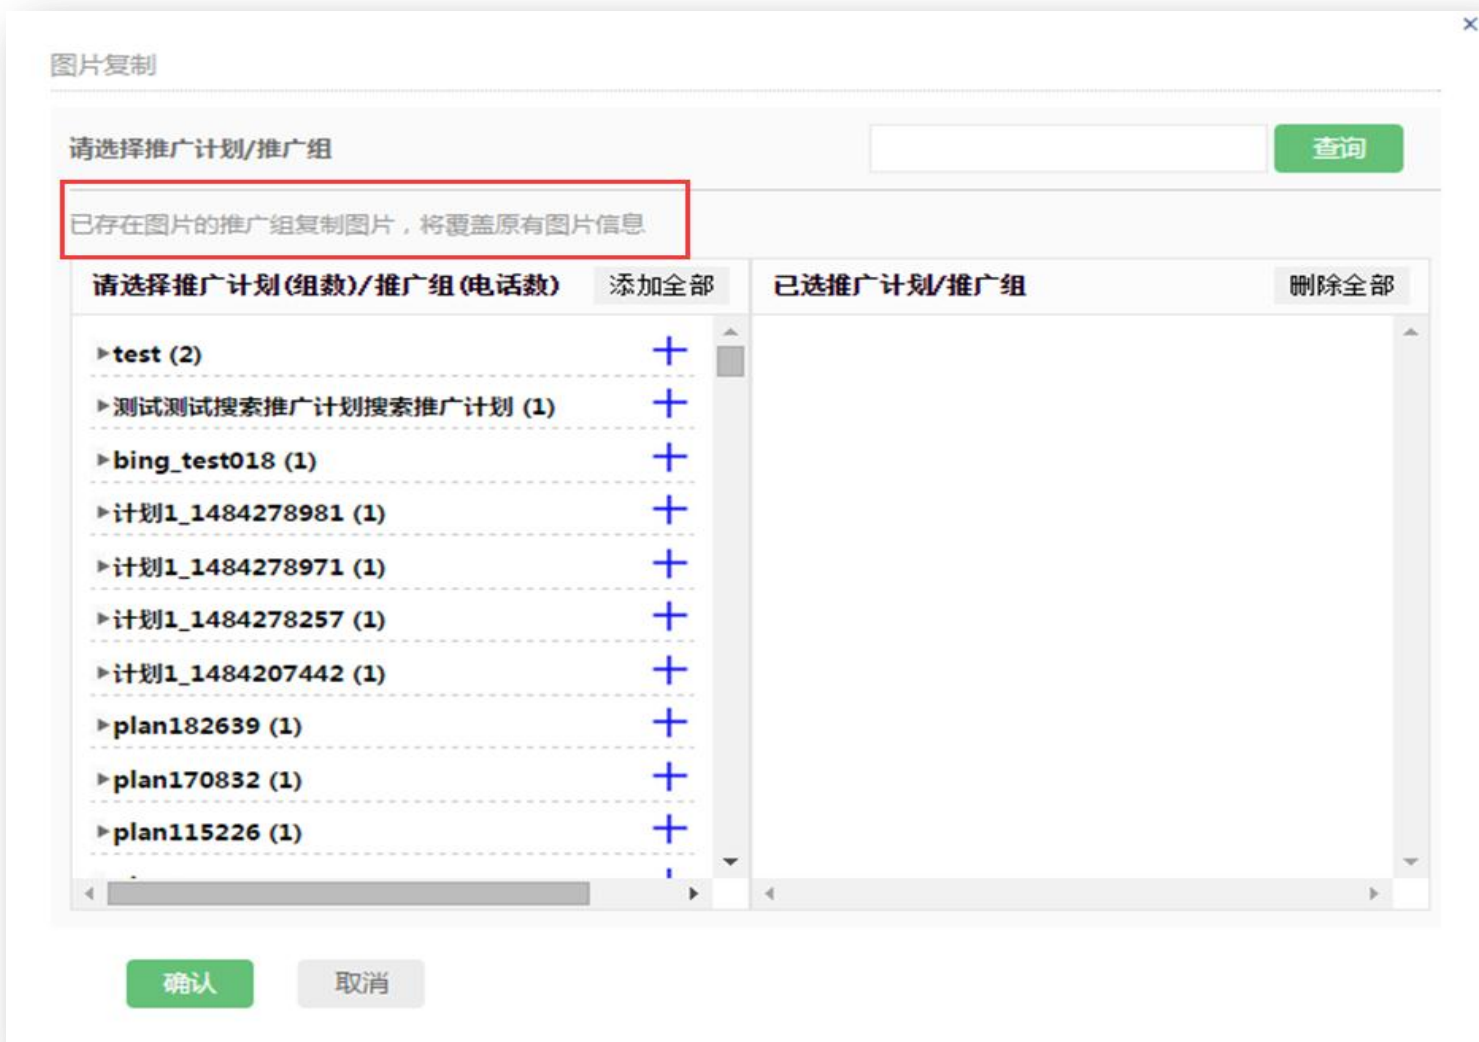 图片复制
请选择推广计划/推广组
查询
已存在图片的推广组复制图片，将覆盖原有图片信息
请选择推广计划(组数)/推广组(电话数) 添加全部 已选推广计划/推广组 删除全部
test (2)
测试测试搜索推广计划搜索推广计划 (1)
bing_test018 (1)
计划1_1484278981 (1)
计划1_1484278971 (1)
计划1_1484278257 (1)
计划1_1484207442 (1)
plan182639 (1)
plan170832 (1)
plan115226 (1)
确认 取消